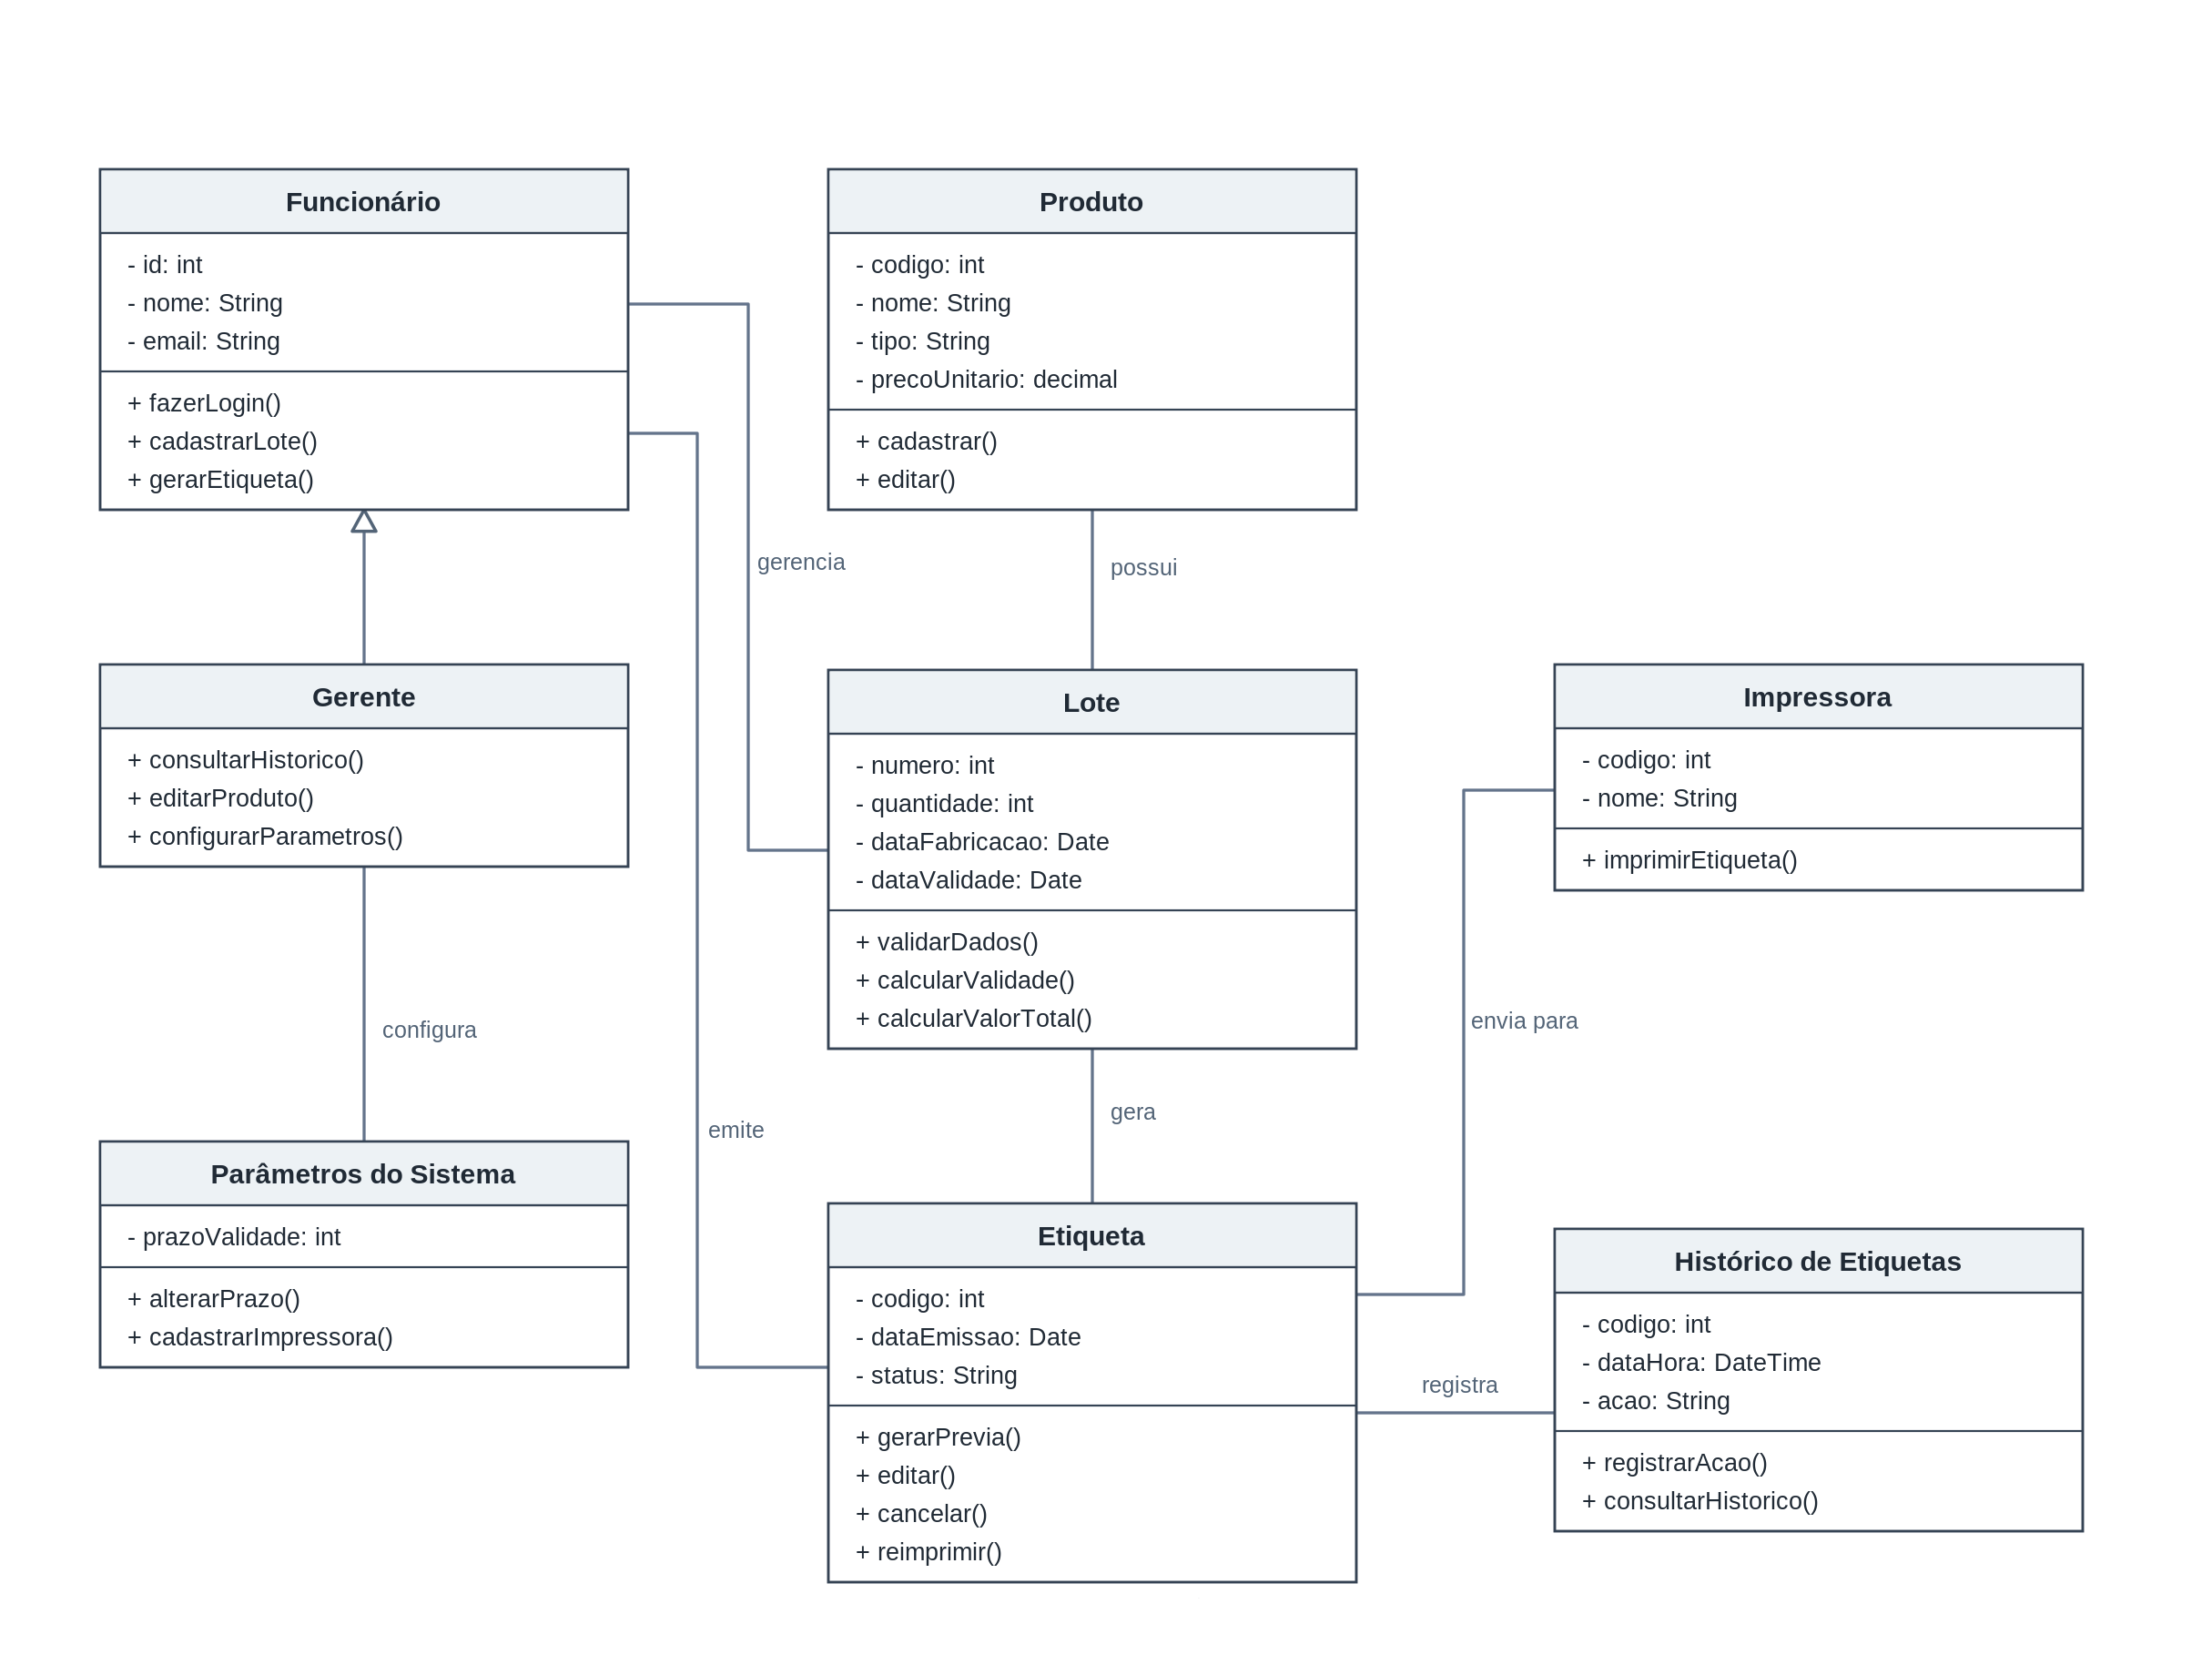 Funcionário
- id: int
- nome: String
- email: String
+ fazerLogin()
+ cadastrarLote()
+ gerarEtiqueta()
Produto
- codigo: int
- nome: String
- tipo: String
- precoUnitario: decimal
+ cadastrar()
+ editar()
gerencia
possui
Gerente
+ consultarHistorico()
+ editarProduto()
+ configurarParametros()
Lote
- numero: int
- quantidade: int
- dataFabricacao: Date
- dataValidade: Date
+ validarDados()
+ calcularValidade()
+ calcularValorTotal()
Impressora
- codigo: int
- nome: String
+ imprimirEtiqueta()
configura
envia para
emite
gera
Parâmetros do Sistema
- prazoValidade: int
+ alterarPrazo()
+ cadastrarImpressora()
Etiqueta
- codigo: int
- dataEmissao: Date
- status: String
+ gerarPrevia()
+ editar()
+ cancelar()
+ reimprimir()
registra
Histórico de Etiquetas
- codigo: int
- dataHora: DateTime
- acao: String
+ registrarAcao()
+ consultarHistorico()